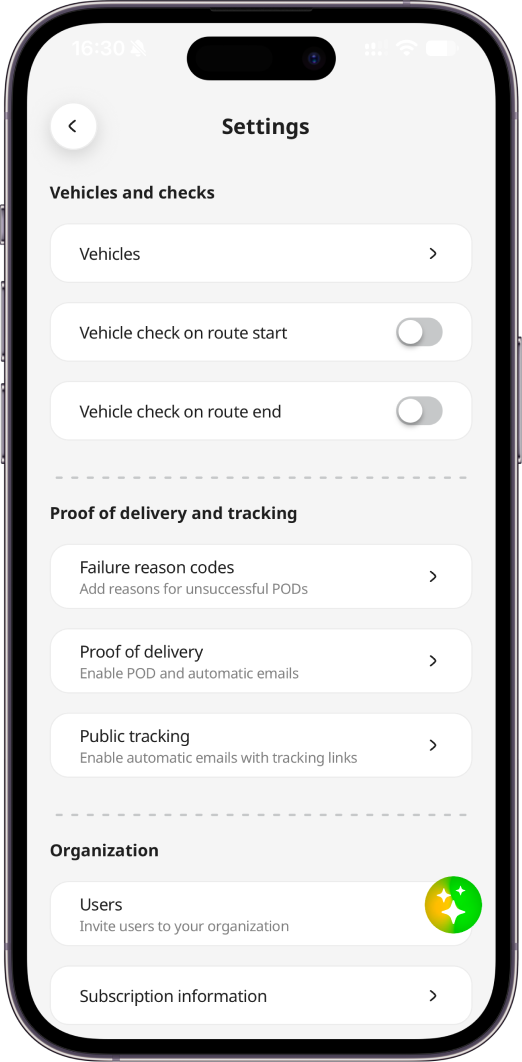 16:30
Settings
Vehicles and checks
Vehicles
Vehicle check on route start
Vehicle check on route end
Proof of delivery and tracking
Failure reason codes
Add reasons for unsuccessful PODs
Proof of delivery
Enable POD and automatic emails
Public tracking
Enable automatic emails with tracking links
Organization
Users
Invite users to your organization
Subscription information